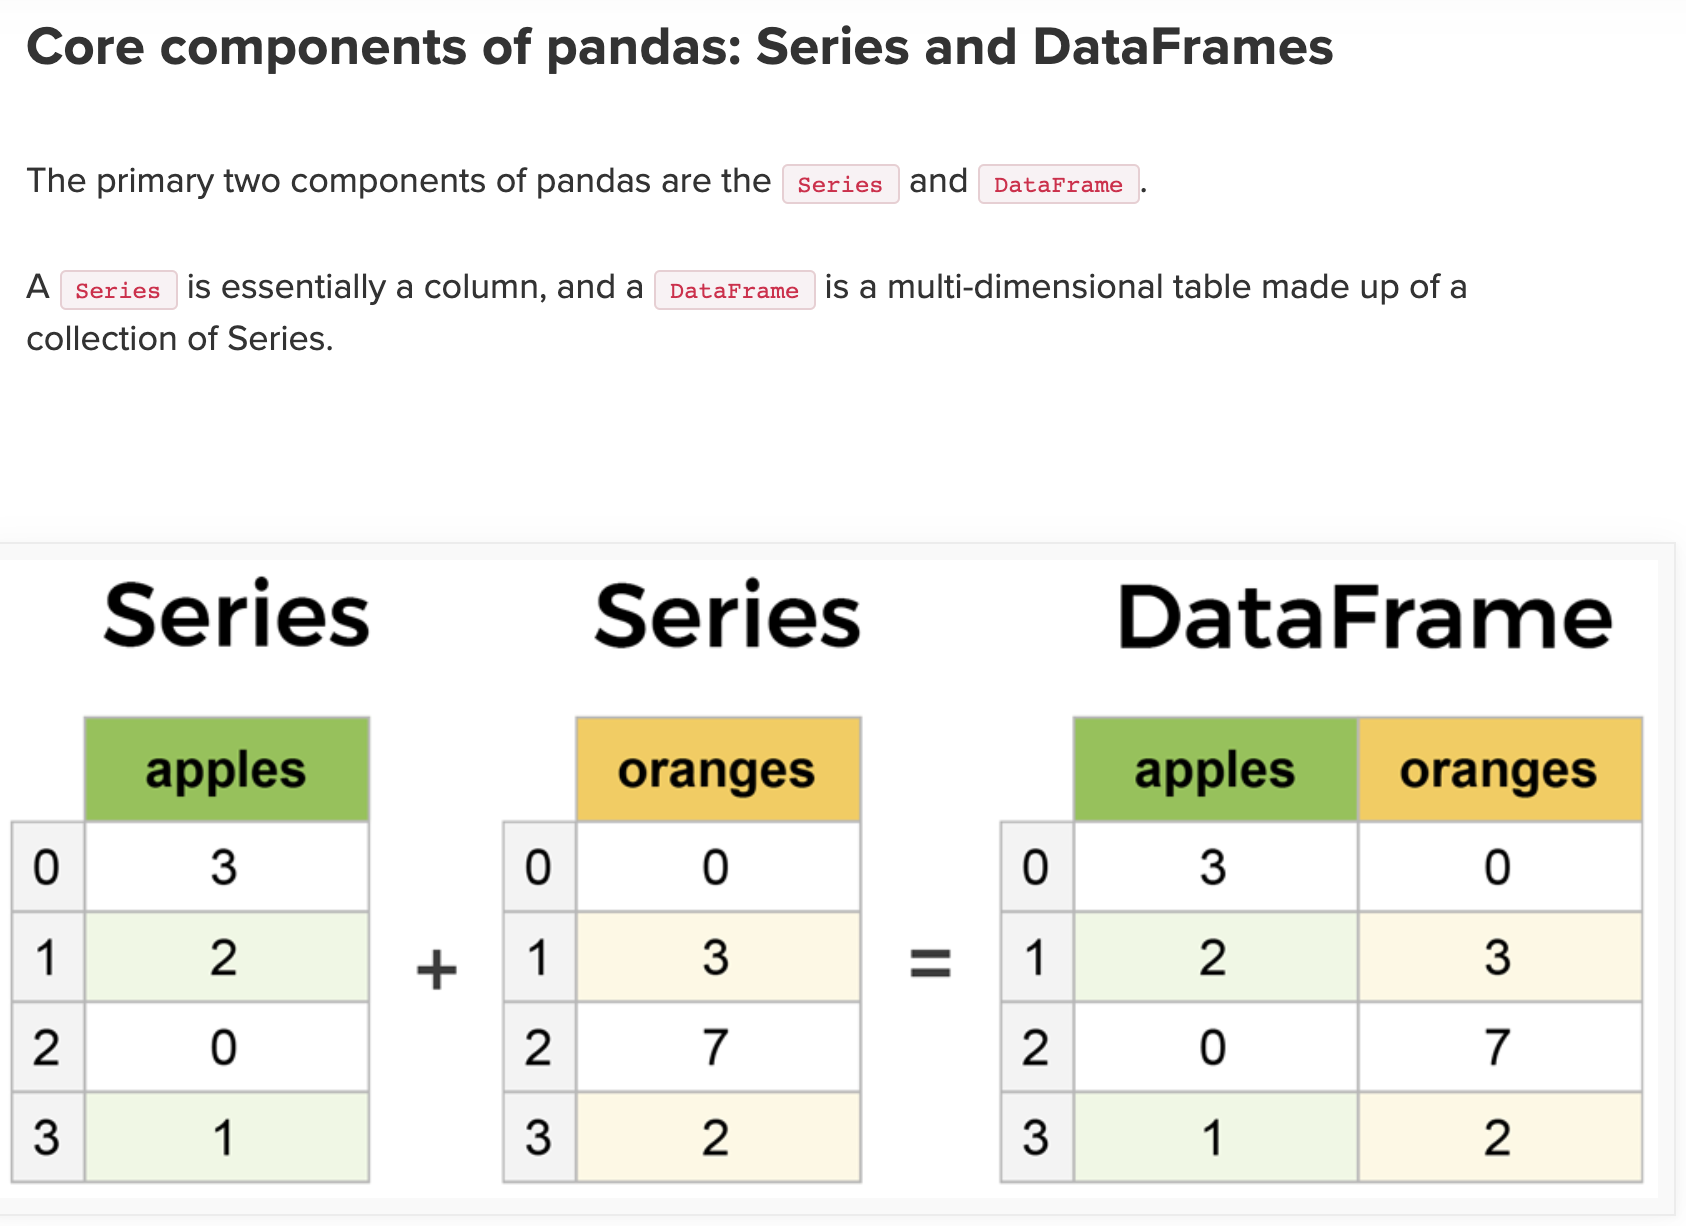 Core components of pandas: Series and DataFrames
The primary two components of pandas are the Series and DataFrame.
A Series is essentially a column, and a DataFrame is a multi-dimensional table made up of a
collection of Series.
Series Series DataFrame
apples oranges apples oranges
0 3 0 0 0 3 0
1 2 1 3 1 2 3
+ =
2 0 2 7 2 0 7
3 1 3 2 3 1 2